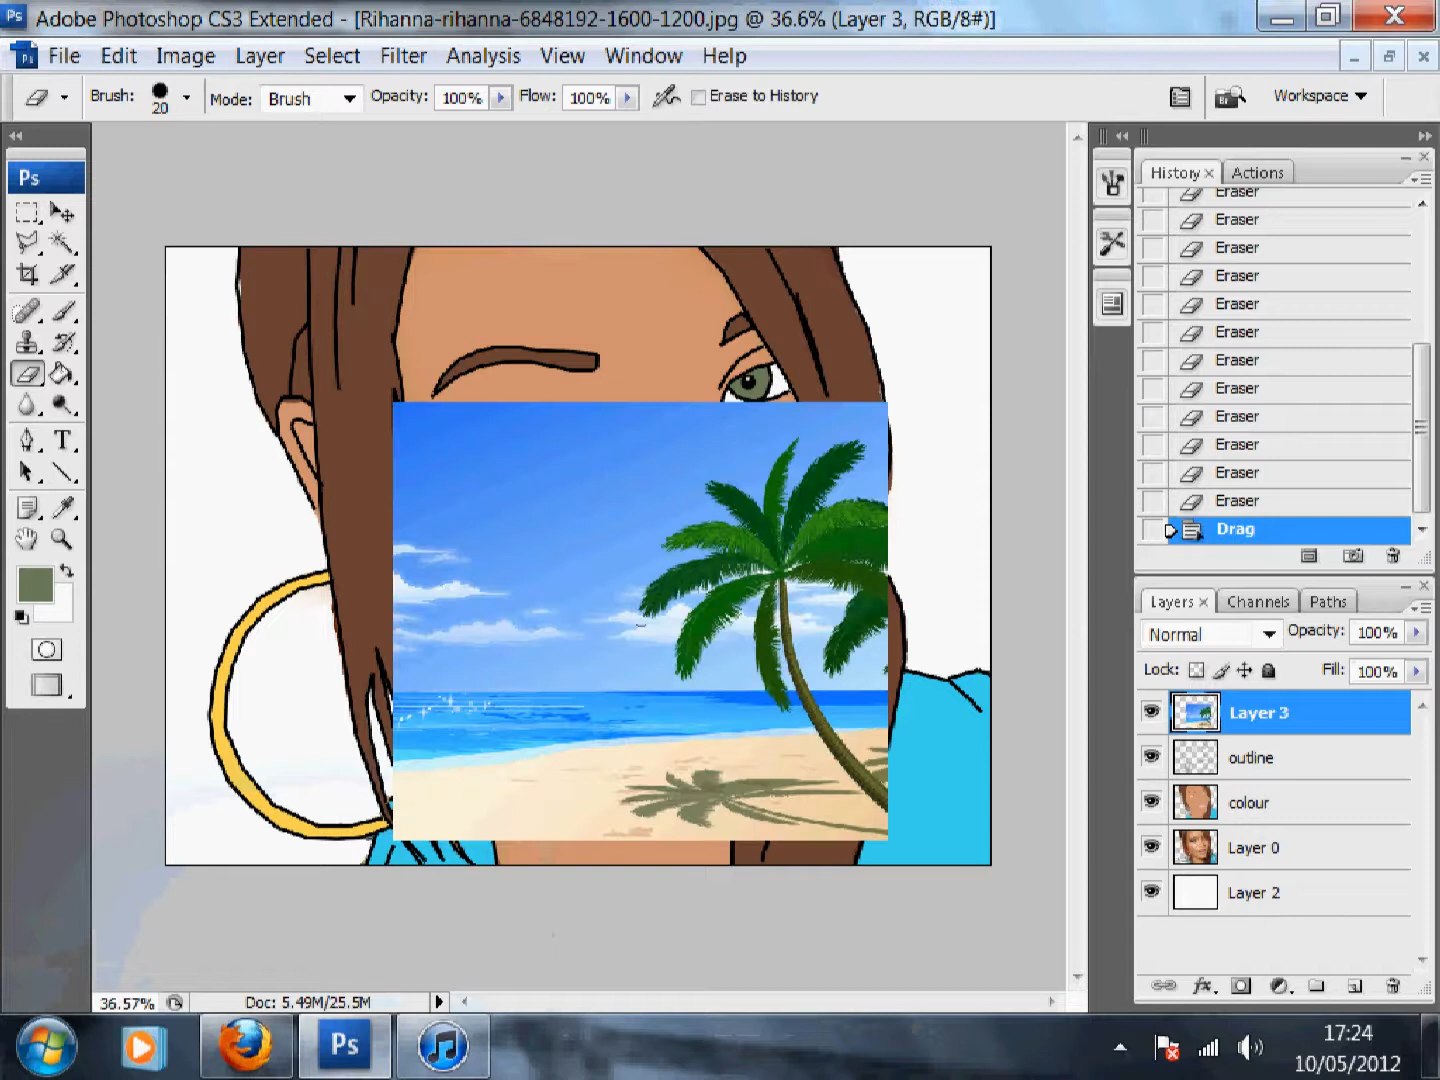 Ps Adobe Photoshop CS3 Extended - [Rihanna-rihanna-6848192-1600-1200.jpg @ 36.6% (Layer 3, RGB/8#)]
Ps File Edit Image Layer Select Filter Analysis View Window Help
Brush: 20 Mode: Brush Opacity: 100% Flow: 100% Erase to History Br Workspace
Ps
T
History Actions
Eraser
Eraser
Eraser
Eraser
Eraser
Eraser
Eraser
Eraser
Eraser
Eraser
Eraser
Eraser
Drag
Layers Channels Paths
Normal Opacity: 100%
Lock: Fill: 100%
Layer 3
outline
colour
Layer 0
Layer 2
fx
36.57% Doc: 5.49M/25.5M
Ps
17:24
10/05/2012